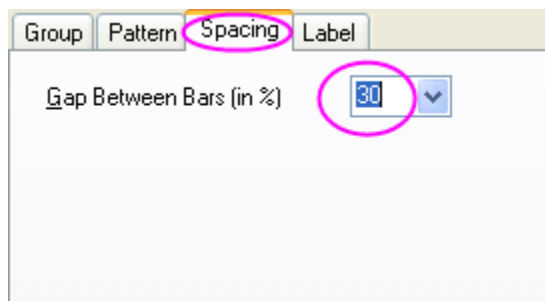 Group Pattern Spacing Label
Gap Between Bars (in %) 30